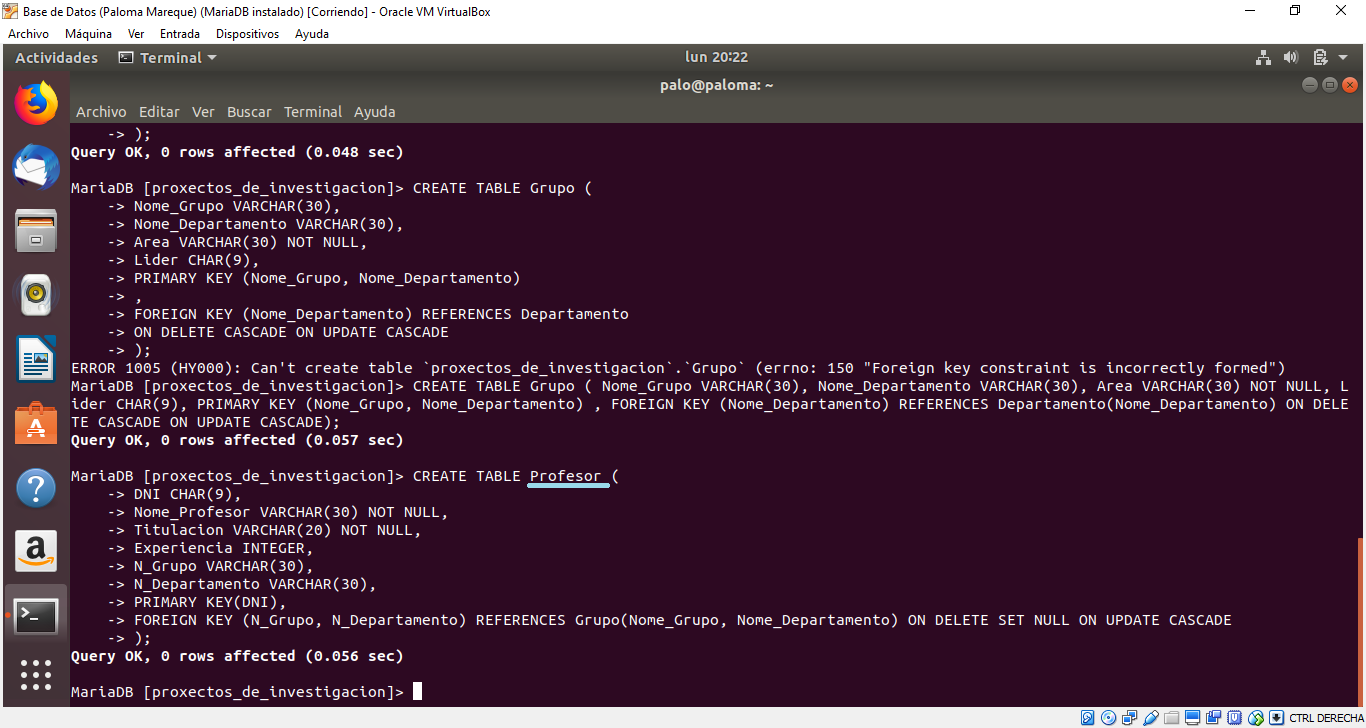 Base de Datos (Paloma Mareque) (MariaDB instalado) [Corriendo] - Oracle VM VirtualBox
Archivo Máquina Ver Entrada Dispositivos Ayuda
Actividades Terminal lun 20:22
palo@paloma: ~
Archivo Editar Ver Buscar Terminal Ayuda
-> );
Query OK, 0 rows affected (0.048 sec)
MariaDB [proxectos_de_investigacion]> CREATE TABLE Grupo (
-> Nome_Grupo VARCHAR(30),
-> Nome_Departamento VARCHAR(30),
-> Area VARCHAR(30) NOT NULL,
-> Lider CHAR(9),
-> PRIMARY KEY (Nome_Grupo, Nome_Departamento)
-> ,
-> FOREIGN KEY (Nome_Departamento) REFERENCES Departamento
-> ON DELETE CASCADE ON UPDATE CASCADE
-> );
ERROR 1005 (HY000): Can't create table `proxectos_de_investigacion`.`Grupo` (errno: 150 "Foreign key constraint is incorrectly formed")
MariaDB [proxectos_de_investigacion]> CREATE TABLE Grupo ( Nome_Grupo VARCHAR(30), Nome_Departamento VARCHAR(30), Area VARCHAR(30) NOT NULL, L
ider CHAR(9), PRIMARY KEY (Nome_Grupo, Nome_Departamento) , FOREIGN KEY (Nome_Departamento) REFERENCES Departamento(Nome_Departamento) ON DELE
TE CASCADE ON UPDATE CASCADE);
Query OK, 0 rows affected (0.057 sec)
MariaDB [proxectos_de_investigacion]> CREATE TABLE Profesor (
-> DNI CHAR(9),
-> Nome_Profesor VARCHAR(30) NOT NULL,
-> Titulacion VARCHAR(20) NOT NULL,
-> Experiencia INTEGER,
-> N_Grupo VARCHAR(30),
-> N_Departamento VARCHAR(30),
-> PRIMARY KEY(DNI),
-> FOREIGN KEY (N_Grupo, N_Departamento) REFERENCES Grupo(Nome_Grupo, Nome_Departamento) ON DELETE SET NULL ON UPDATE CASCADE
-> );
Query OK, 0 rows affected (0.056 sec)
MariaDB [proxectos_de_investigacion]>
CTRL DERECHA